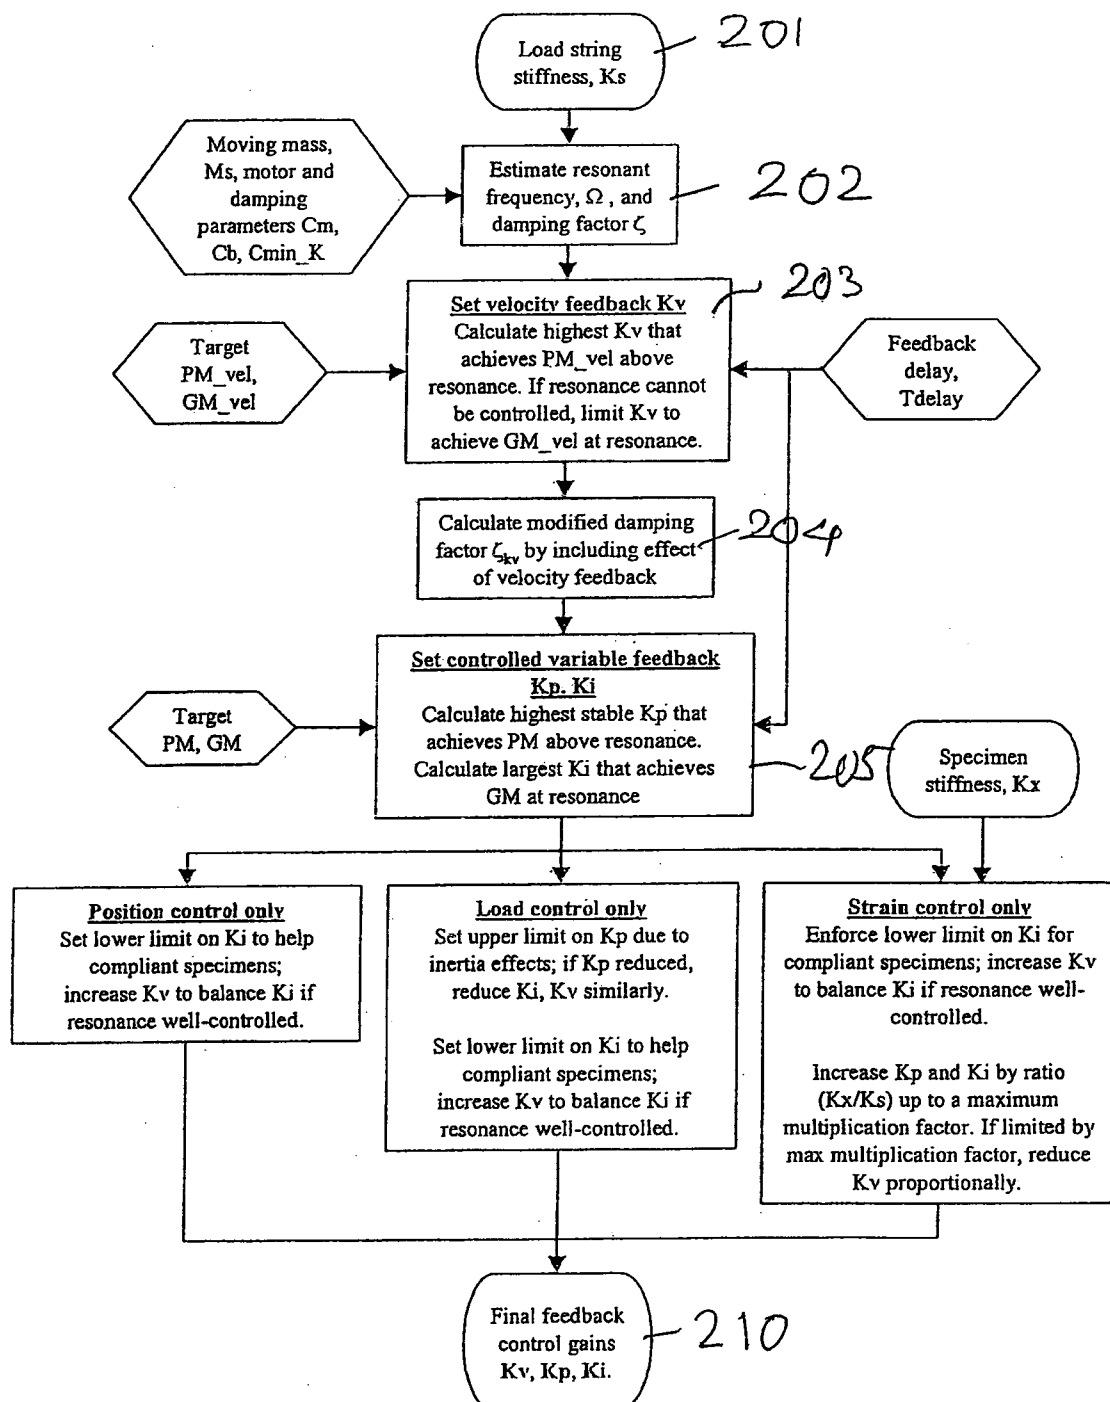 Load string
stiffness, Ks
201
Moving mass,
Ms, motor and
damping
parameters Cm,
Cb, Cmin_K
Estimate resonant
frequency, Ω , and
damping factor ζ
202
Set velocity feedback Kv
Calculate highest Kv that
achieves PM_vel above
resonance. If resonance cannot
be controlled, limit Kv to
achieve GM_vel at resonance.
203
Target
PM_vel,
GM_vel
Feedback
delay,
Tdelay
Calculate modified damping
factor ζkv by including effect
of velocity feedback
204
Set controlled variable feedback
Kp. Ki
Calculate highest stable Kp that
achieves PM above resonance.
Calculate largest Ki that achieves
GM at resonance
205
Target
PM, GM
Specimen
stiffness, Kx
Position control only
Set lower limit on Ki to help
compliant specimens;
increase Kv to balance Ki if
resonance well-controlled.
Load control only
Set upper limit on Kp due to
inertia effects; if Kp reduced,
reduce Ki, Kv similarly.
Set lower limit on Ki to help
compliant specimens;
increase Kv to balance Ki if
resonance well-controlled.
Strain control only
Enforce lower limit on Ki for
compliant specimens; increase Kv
to balance Ki if resonance well-
controlled.
Increase Kp and Ki by ratio
(Kx/Ks) up to a maximum
multiplication factor. If limited by
max multiplication factor, reduce
Kv proportionally.
Final feedback
control gains
Kv, Kp, Ki.
210